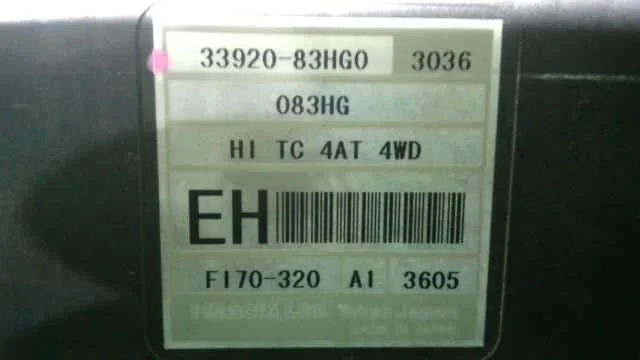 33920-83HG0 3036
083HG
HI TC 4AT 4WD
EH
F170-320 A1 3605